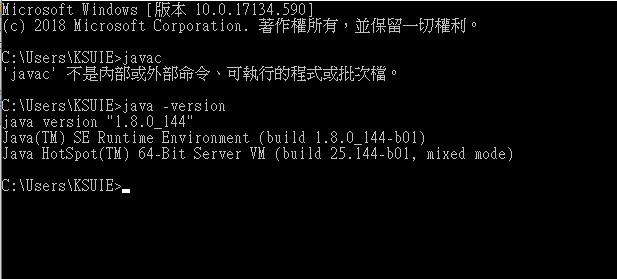 Microsoft Windows [版本 10.0.17134.590]
(c) 2018 Microsoft Corporation. 著作權所有，並保留一切權利。
C:\Users\KSUIE>javac
'javac' 不是內部或外部命令、可執行的程式或批次檔。
C:\Users\KSUIE>java -version
java version "1.8.0_144"
Java(TM) SE Runtime Environment (build 1.8.0_144-b01)
Java HotSpot(TM) 64-Bit Server VM (build 25.144-b01, mixed mode)
C:\Users\KSUIE>